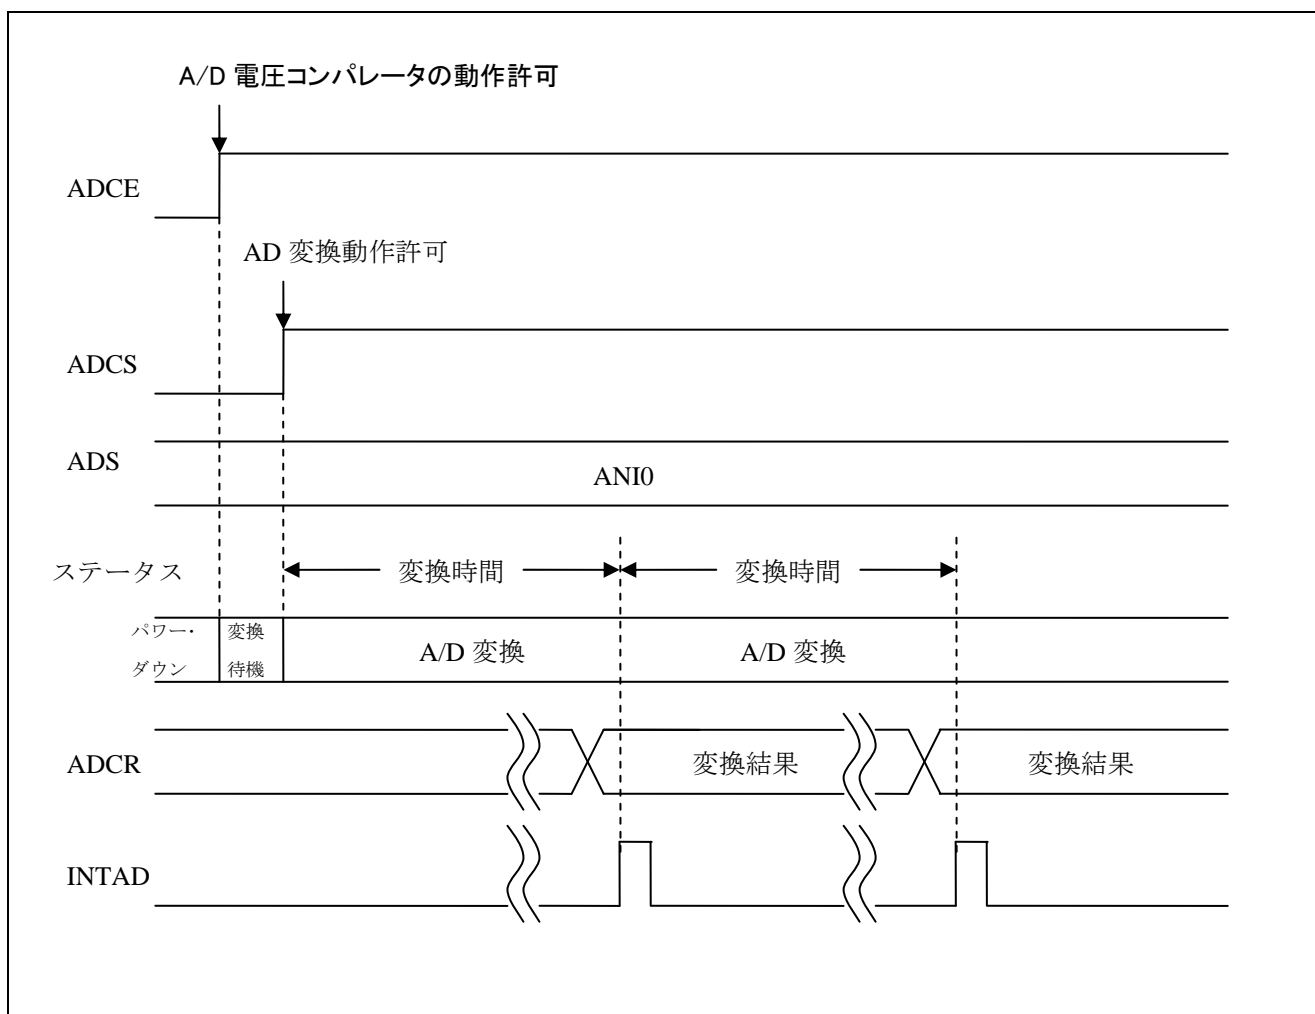 A/D 電圧コンパレータの動作許可
ADCE
AD 変換動作許可
ADCS
ADS
ANI0
ステータス
変換時間
変換時間
パワー・
ダウン
変換
待機
A/D 変換
A/D 変換
ADCR
変換結果
変換結果
INTAD